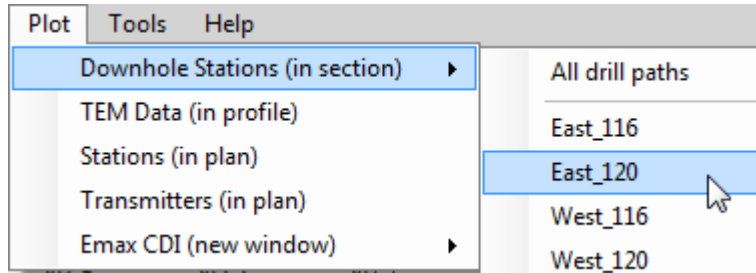 Plot Tools Help
Downhole Stations (in section)
TEM Data (in profile)
Stations (in plan)
Transmitters (in plan)
Emax CDI (new window)
All drill paths
East_116
East_120
West_116
West_120